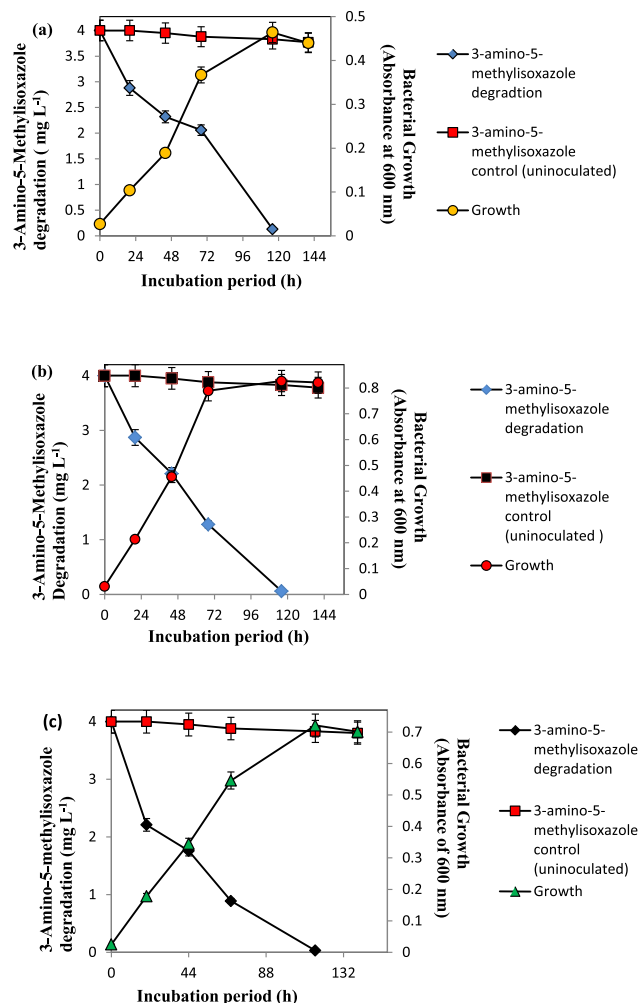 (a)
3-Amino-5-Methylisoxazole
degradation ( mg L-1)
4
3.5
3
2.5
2
1.5
1
0.5
0
0 24 48 72 96 120 144
Incubation period (h)
0.5
0.4
0.3
0.2
0.1
0
Bacterial Growth
(Absorbance at 600 nm)
3-amino-5-
methylisoxazole
degradtion
3-amino-5-
methylisoxazole
control (uninoculated)
Growth
(b)
3-Amino-5-Methylisoxazole
Degradation (mg L-1)
4
3
2
1
0
0 24 48 72 96 120 144
Incubation period (h)
0.8
0.7
0.6
0.5
0.4
0.3
0.2
0.1
0
Bacterial Growth
(Absorbance at 600 nm)
3-amino-5-
methylisoxazole
degradation
3-amino-5-
methylisoxazole
control
(uninoculated )
Growth
(c)
3-Amino-5-methylisoxazole
degradation (mg L-1)
4
3
2
1
0
0 44 88 132
Incubation period (h)
0.7
0.6
0.5
0.4
0.3
0.2
0.1
0
Bacterial Growth
(Absorbance of 600 nm)
3-amino-5-
methylisoxazole
degradation
3-amino-5-
methylisoxazole
control
(uninoculated)
Growth